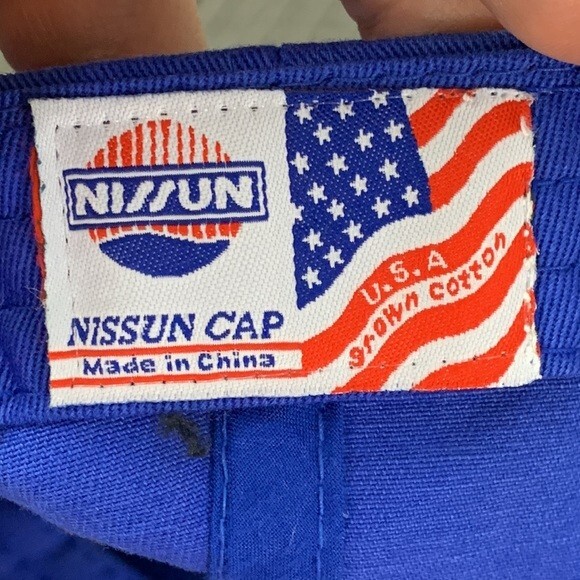 NISSUN
NISSUN CAP
Made in China
U.S.A
Grown cotton